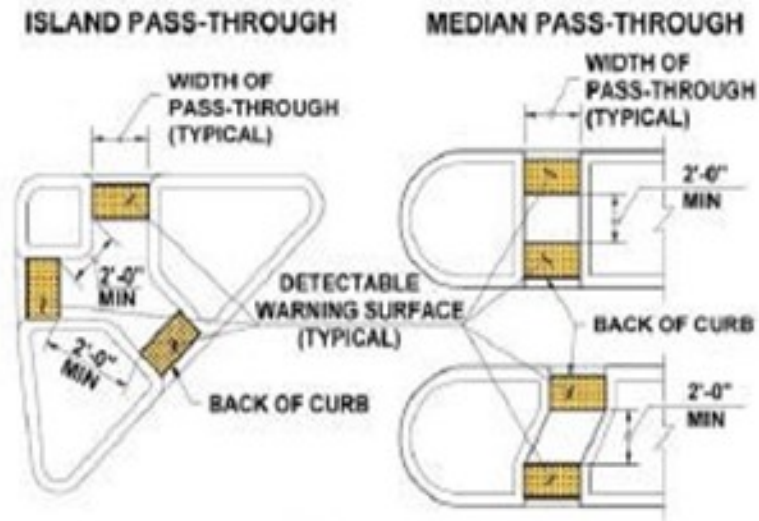 ISLAND PASS-THROUGH
WIDTH OF
PASS-THROUGH
(TYPICAL)
2'-0"
MIN
2'-0"
MIN
BACK OF CURB
DETECTABLE
WARNING SURFACE
(TYPICAL)
MEDIAN PASS-THROUGH
WIDTH OF
PASS-THROUGH
(TYPICAL)
2'-0"
MIN
BACK OF CURB
2'-0"
MIN